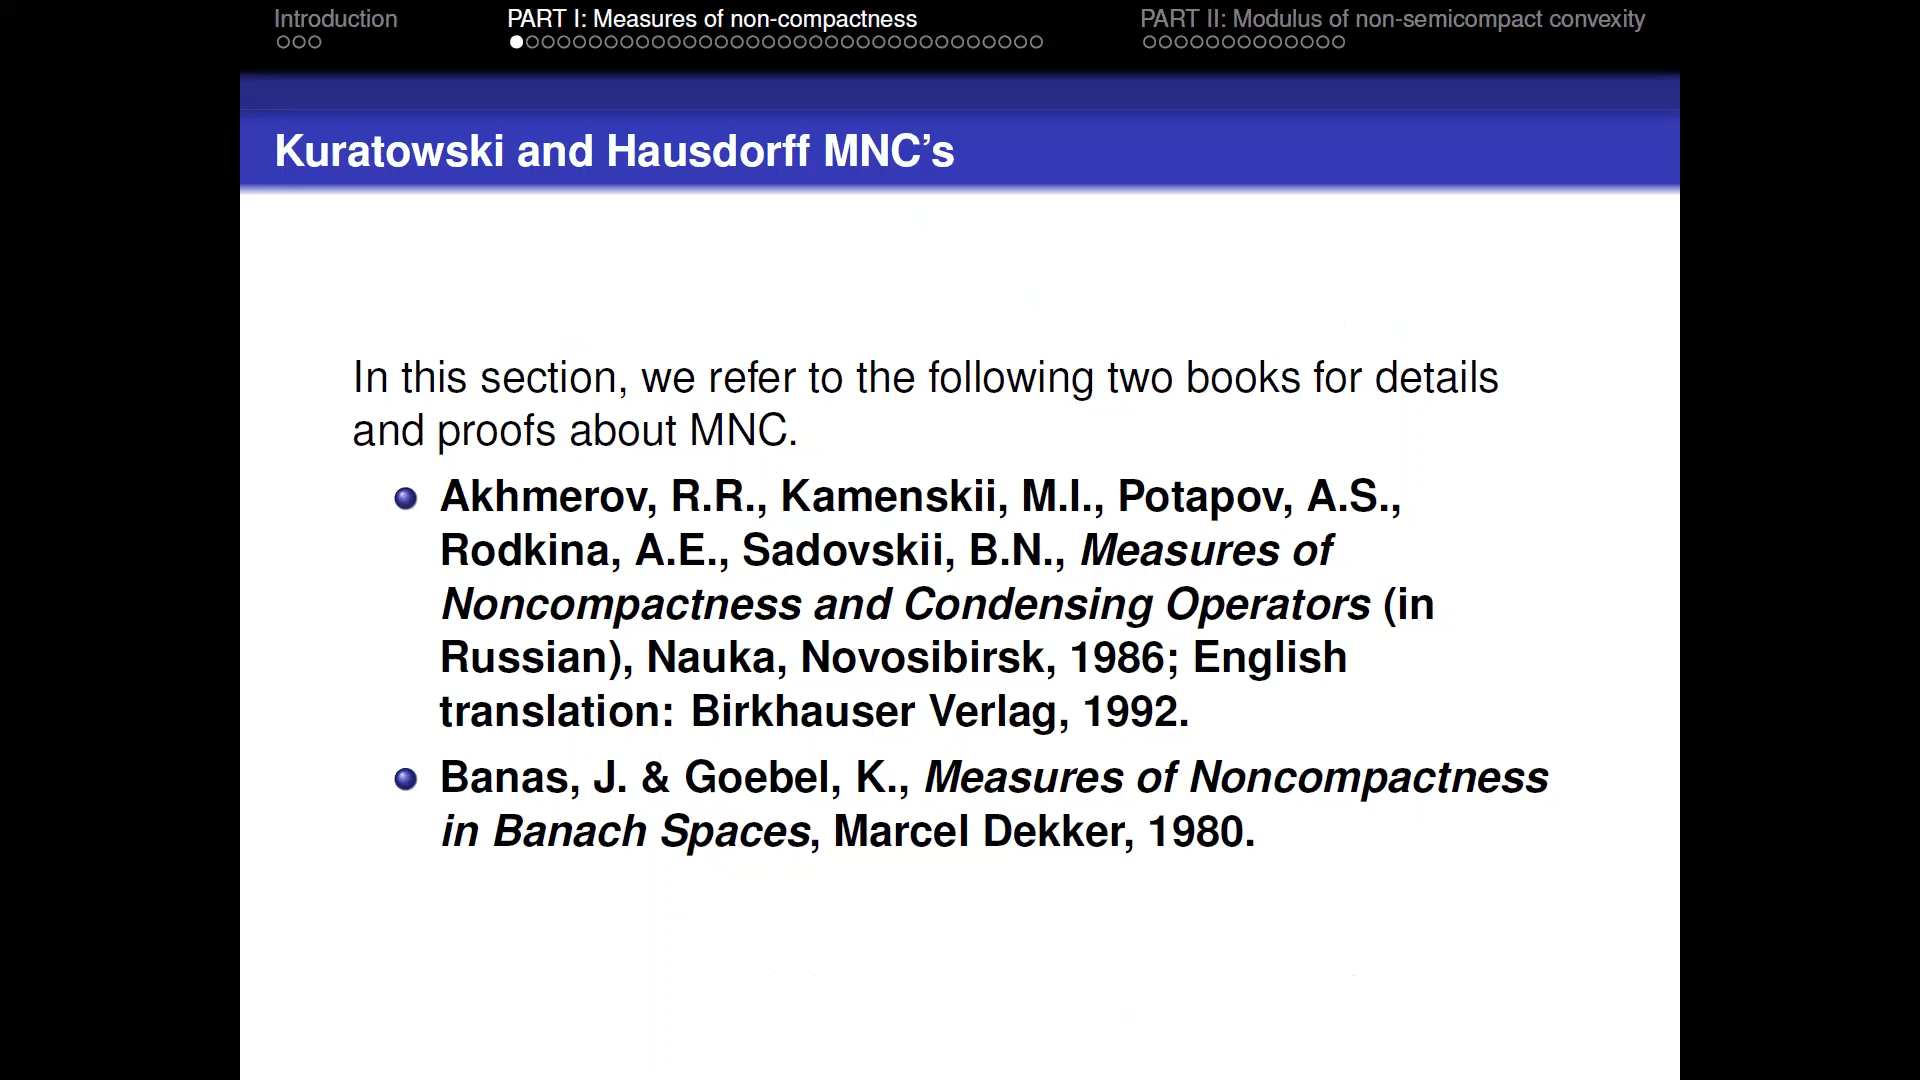 Introduction
PART I: Measures of non-compactness
PART II: Modulus of non-semicompact convexity
Kuratowski and Hausdorff MNC's
In this section, we refer to the following two books for details
and proofs about MNC.
Akhmerov, R.R., Kamenskii, M.I., Potapov, A.S.,
Rodkina, A.E., Sadovskii, B.N., Measures of
Noncompactness and Condensing Operators (in
Russian), Nauka, Novosibirsk, 1986; English
translation: Birkhauser Verlag, 1992.
Banas, J. & Goebel, K., Measures of Noncompactness
in Banach Spaces, Marcel Dekker, 1980.